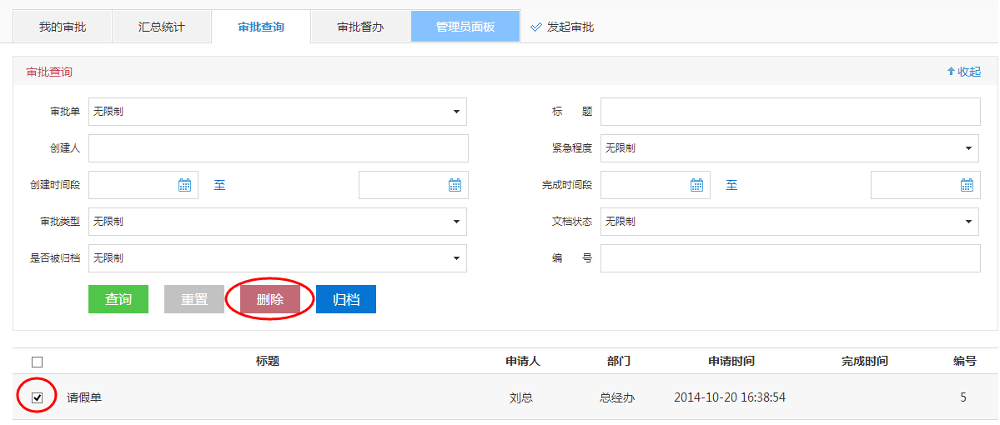 我的审批 汇总统计 审批查询 审批督办 管理员面板 发起审批
审批查询 收起
审批单 无限制 标 题
创建人 紧急程度 无限制
创建时间段 至 完成时间段 至
审批类型 无限制 文档状态 无限制
是否被归档 无限制 编 号
查询 重置 删除 归档
标题 申请人 部门 申请时间 完成时间 编号
请假单 刘总 总经办 2014-10-20 16:38:54 5